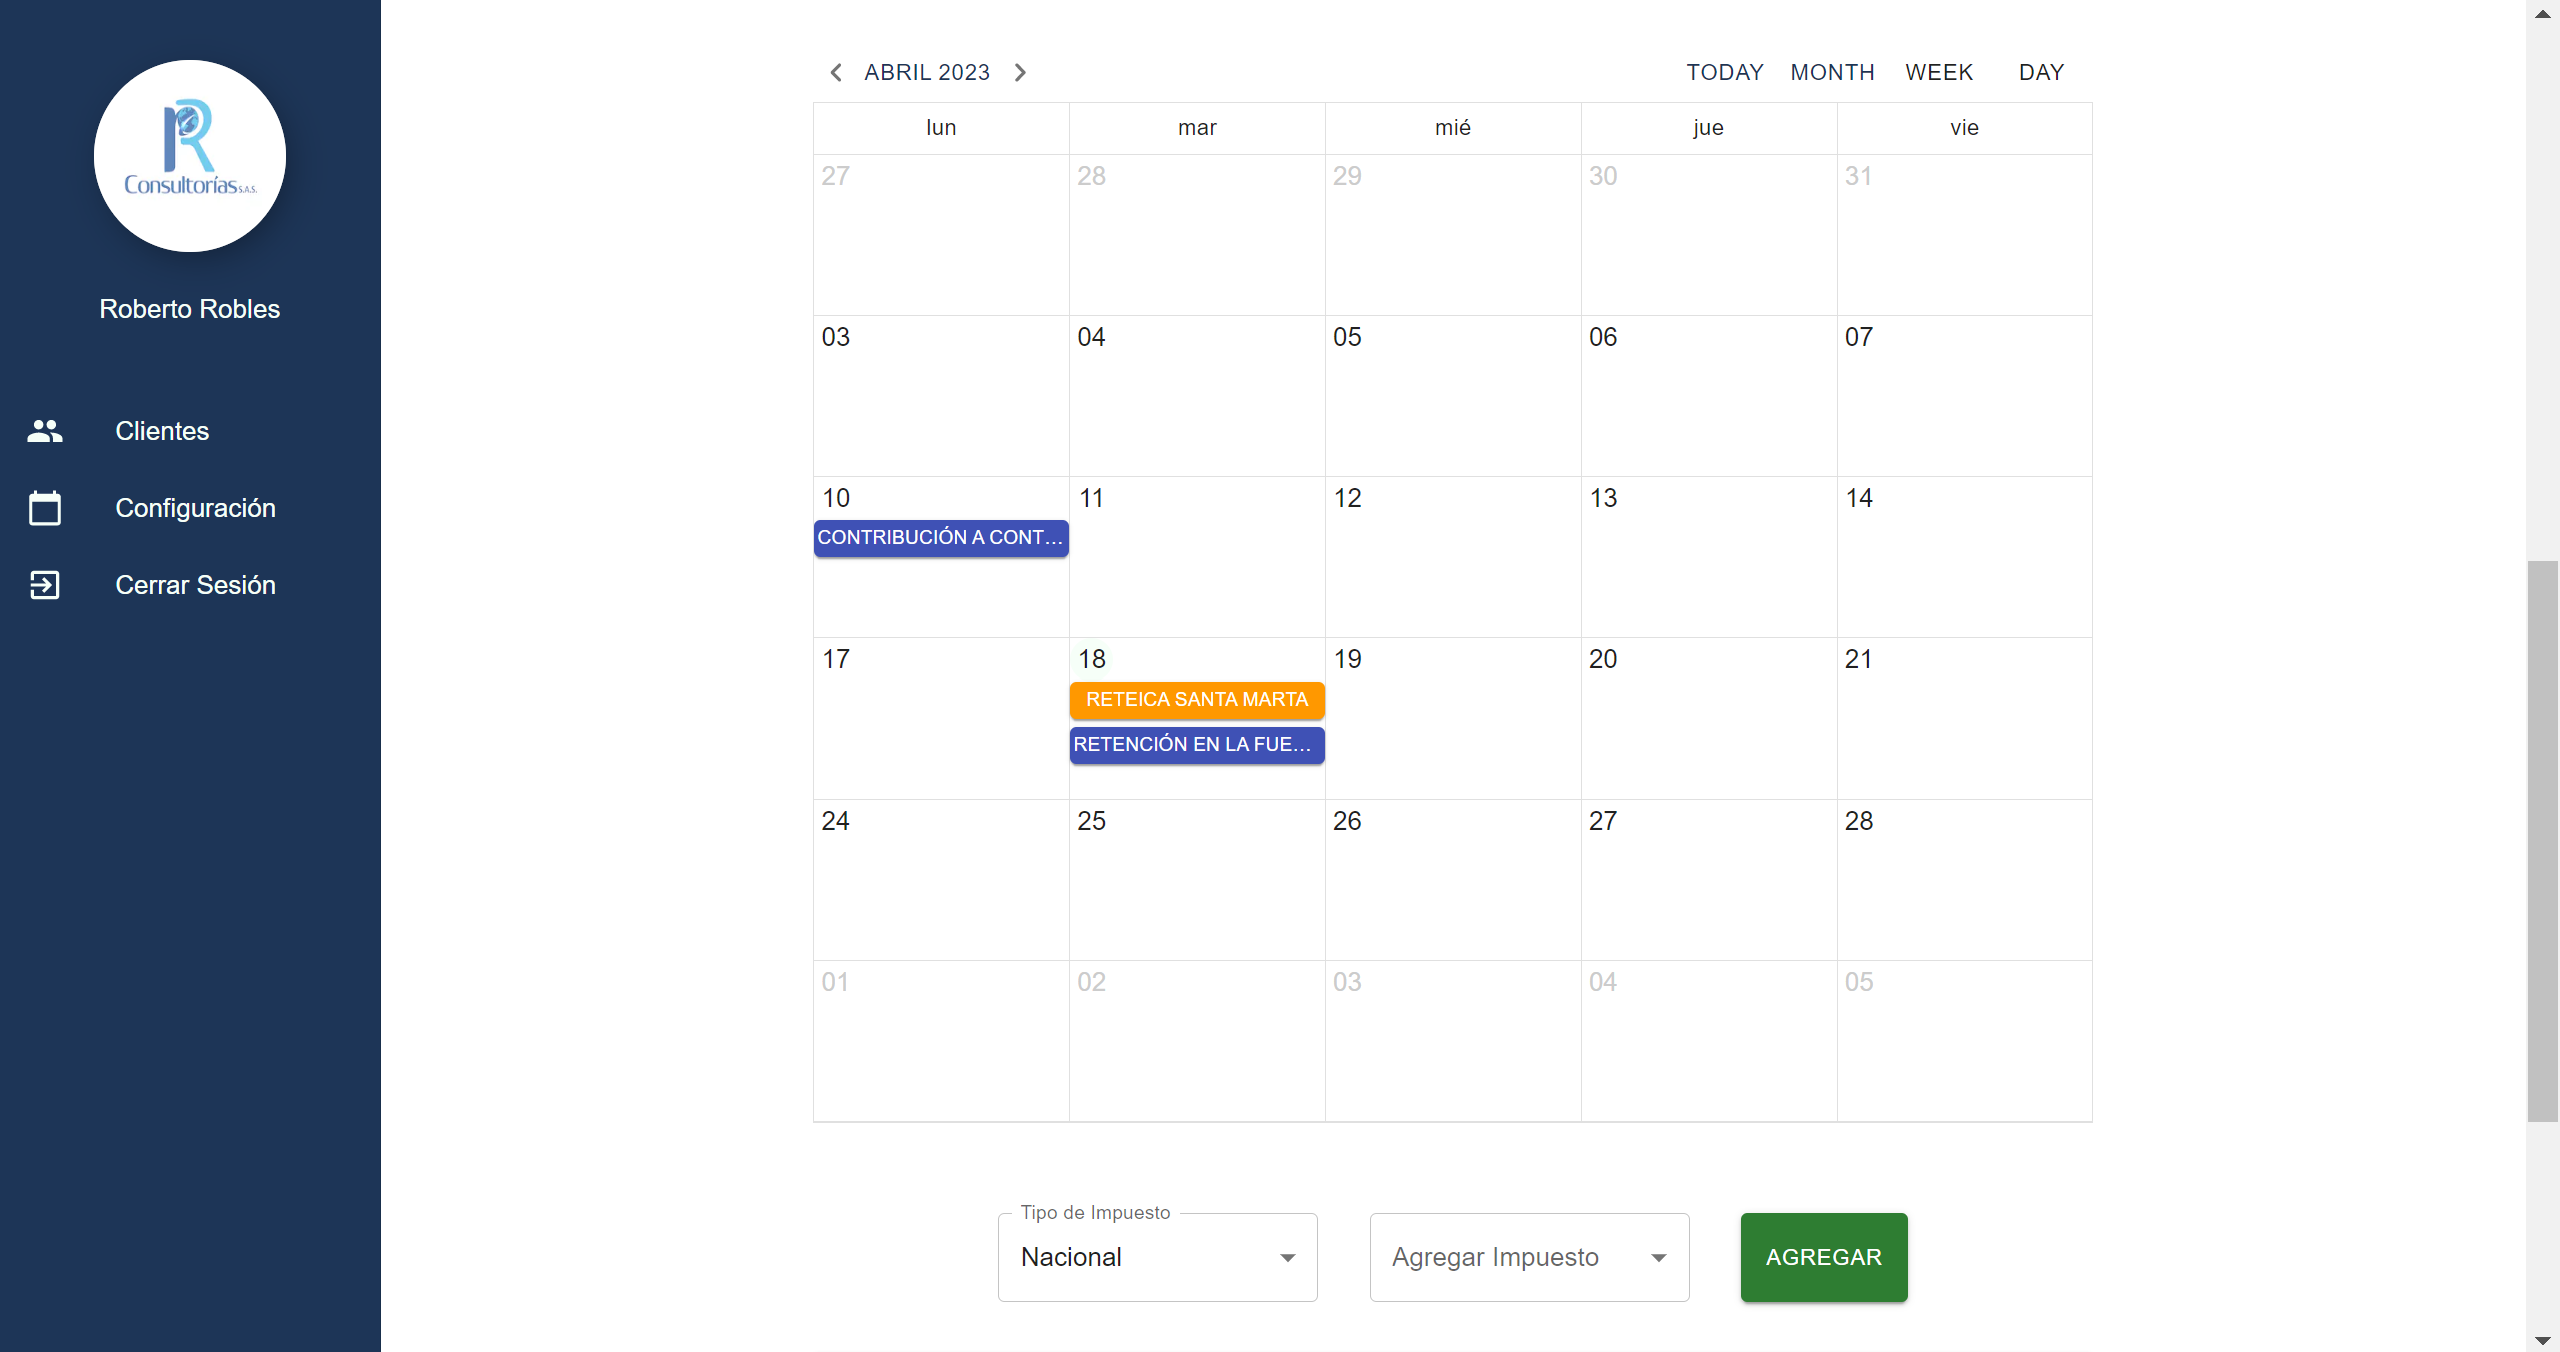 R
Consultorías S.A.S.
Roberto Robles
Clientes
Configuración
Cerrar Sesión
ABRIL 2023
TODAY MONTH WEEK DAY
lun mar mié jue vie
27 28 29 30 31
03 04 05 06 07
10 11 12 13 14
CONTRIBUCIÓN A CONT...
17 18 19 20 21
RETEICA SANTA MARTA
RETENCIÓN EN LA FUE...
24 25 26 27 28
01 02 03 04 05
Tipo de Impuesto
Nacional Agregar Impuesto AGREGAR